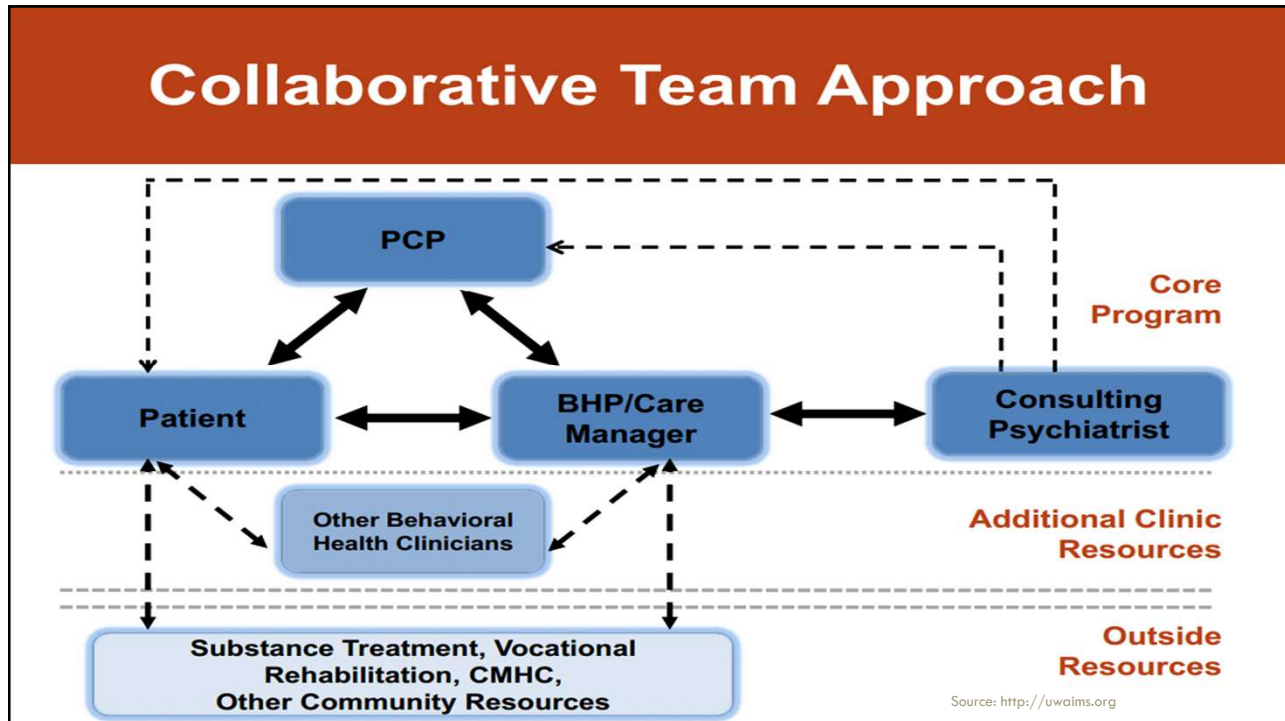 Collaborative Team Approach
PCP
Core
Program
Patient
BHP/Care
Manager
Consulting
Psychiatrist
Other Behavioral
Health Clinicians
Additional Clinic
Resources
Substance Treatment, Vocational
Rehabilitation, CMHC,
Other Community Resources
Outside
Resources
Source: http://uwaims.org